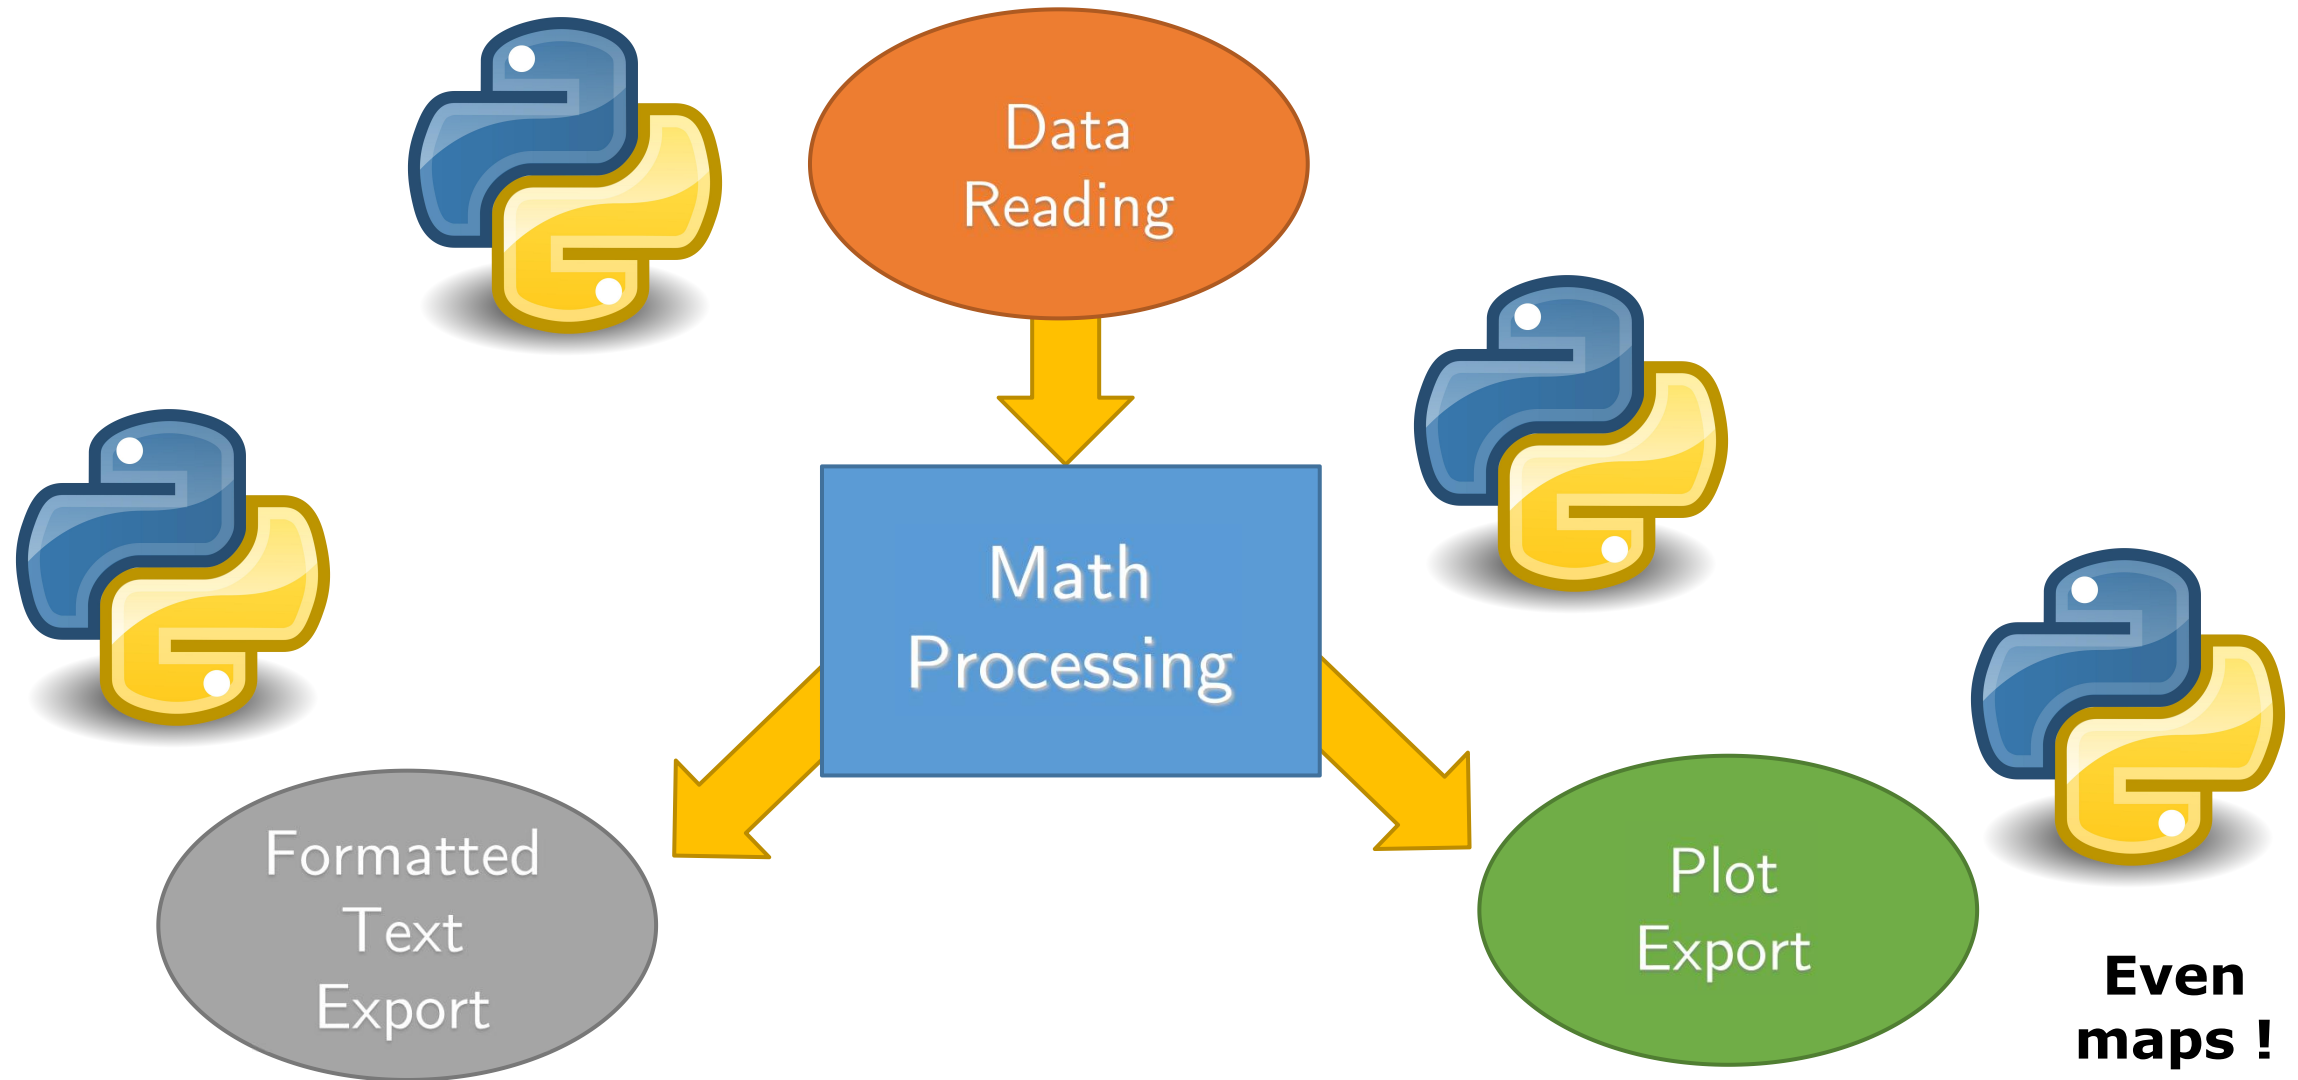 Data
Reading
Math
Processing
Formatted
Text
Export
Plot
Export
Even
maps !